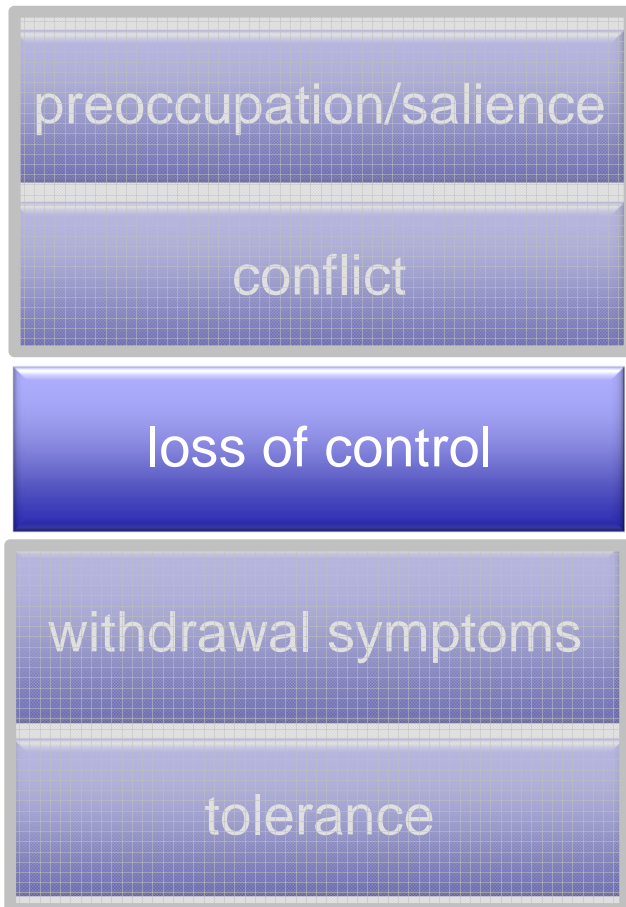 preoccupation/salience
conflict
loss of control
withdrawal symptoms
tolerance